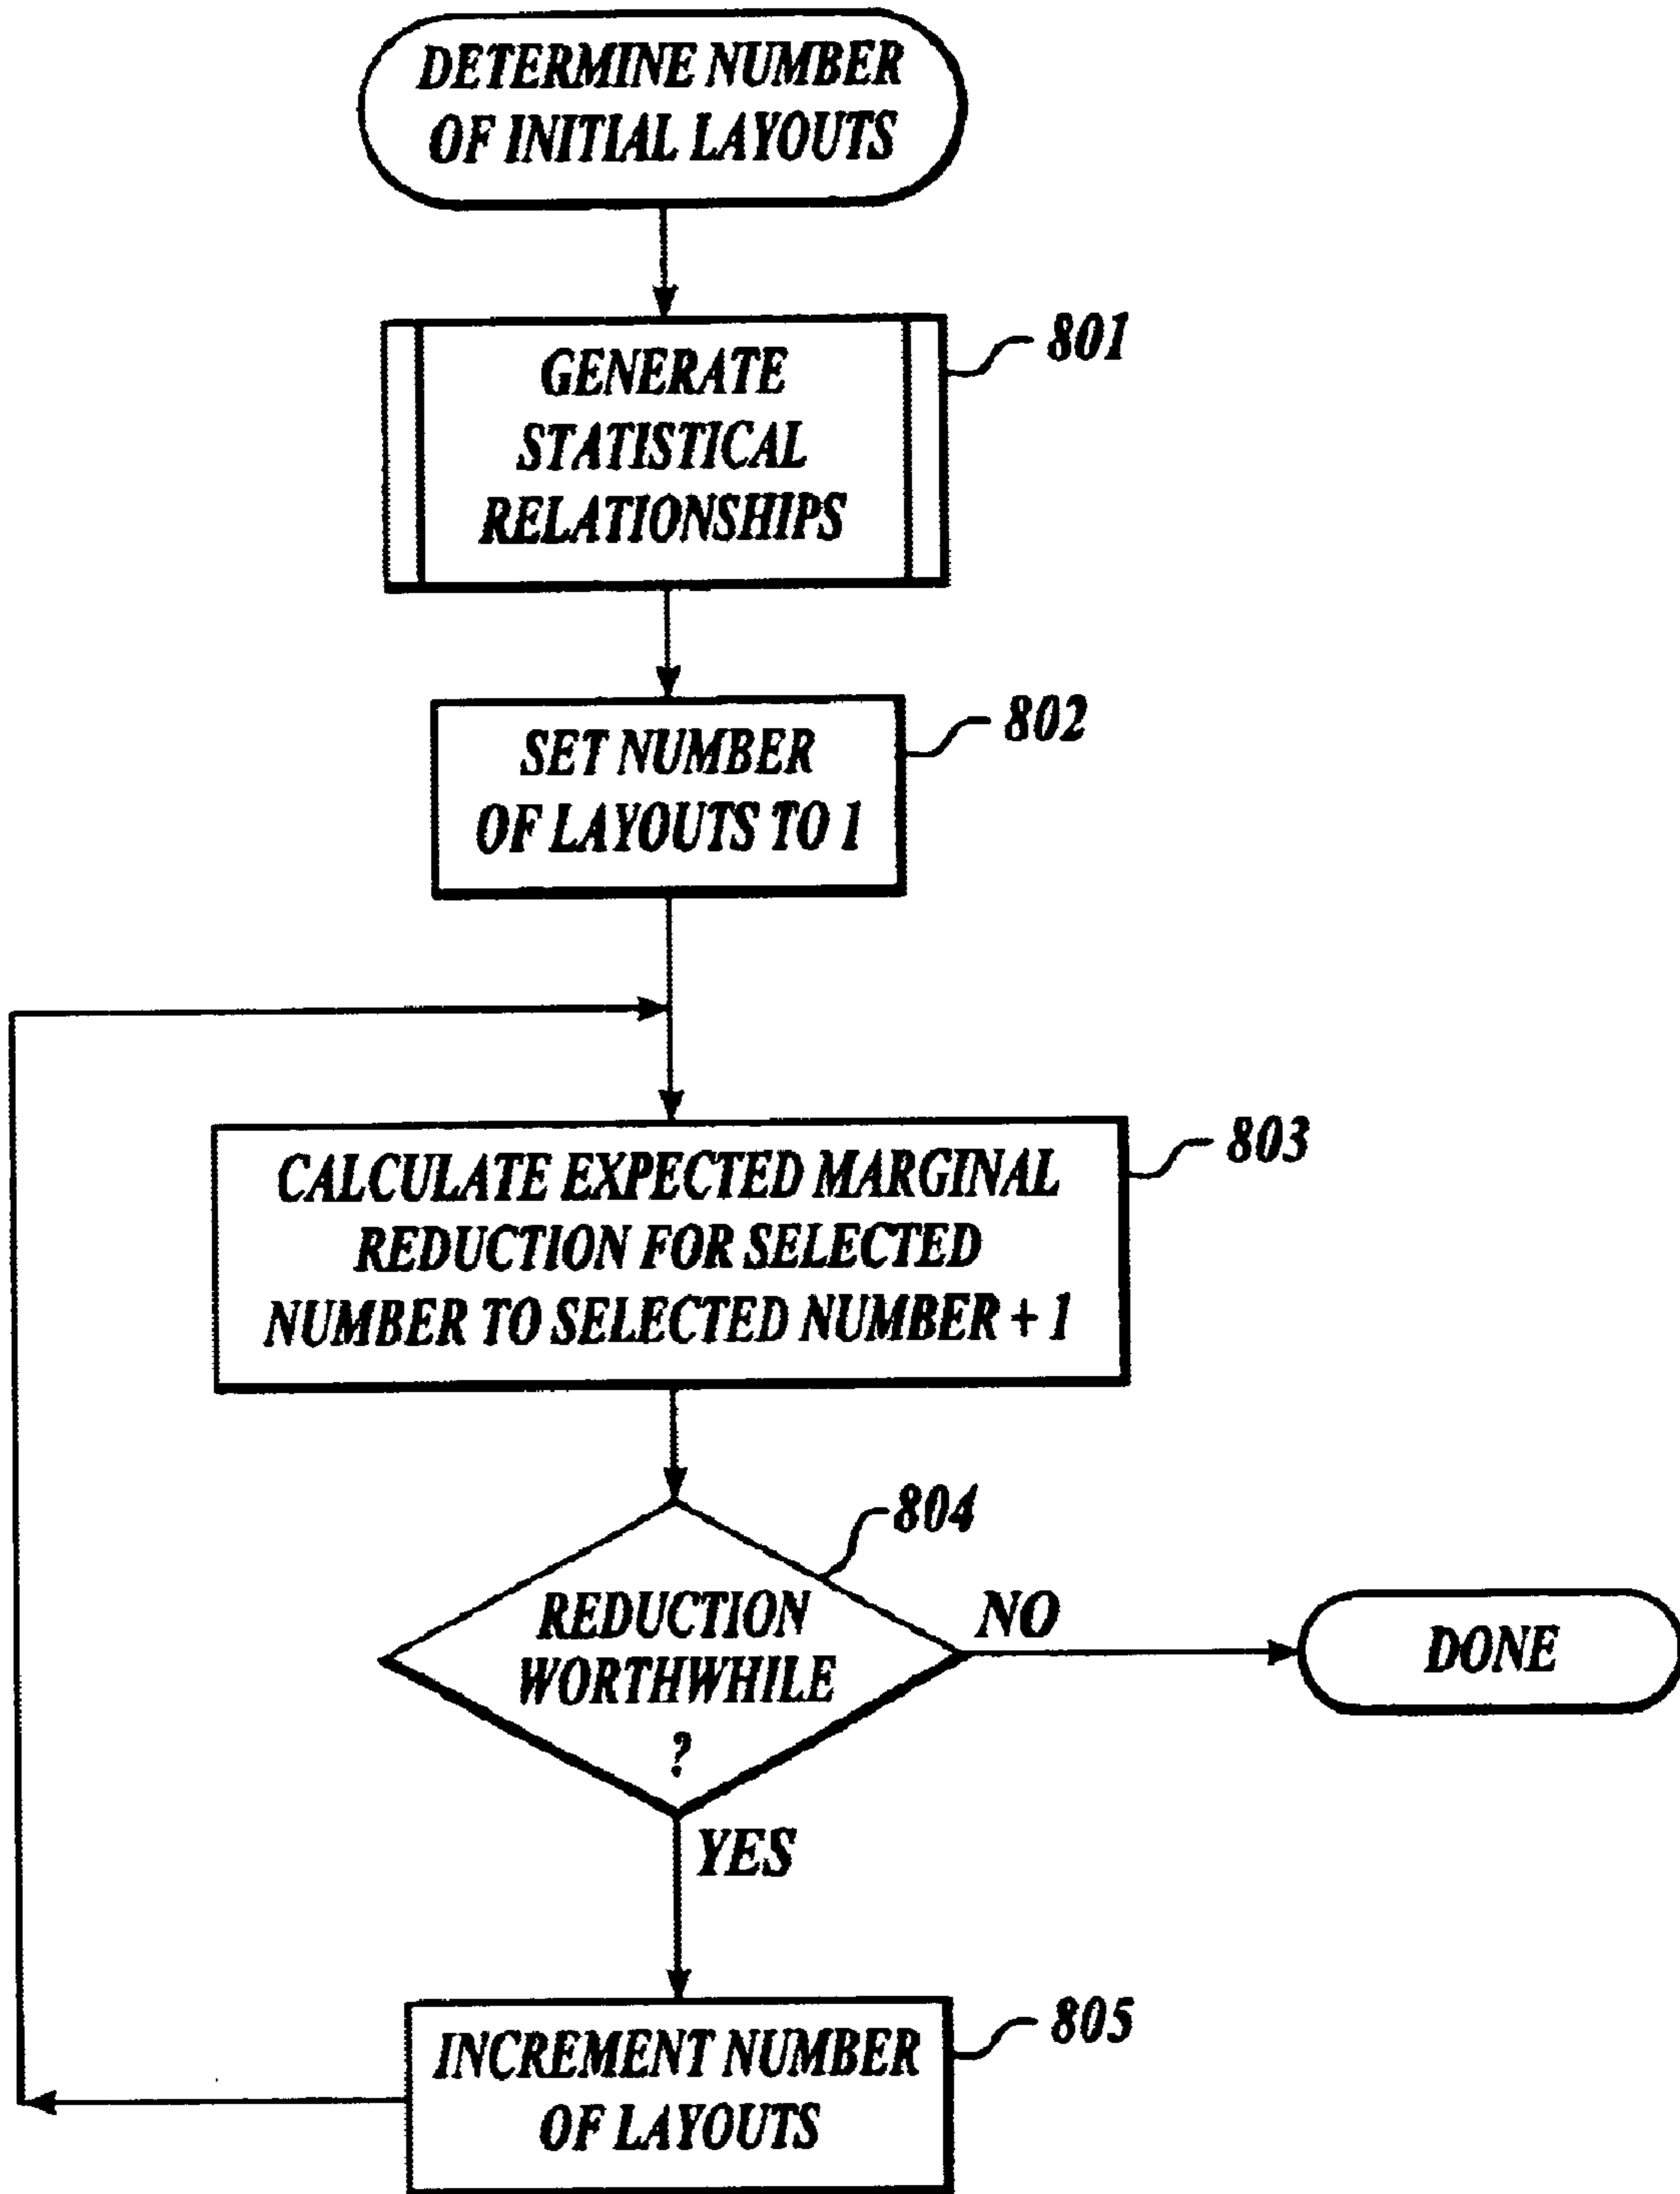 DETERMINE NUMBER
OF INITIAL LAYOUTS
GENERATE
STATISTICAL
RELATIONSHIPS
801
SET NUMBER
OF LAYOUTS TO 1
802
CALCULATE EXPECTED MARGINAL
REDUCTION FOR SELECTED
NUMBER TO SELECTED NUMBER + 1
803
REDUCTION
WORTHWHILE
?
804
NO
DONE
YES
INCREMENT NUMBER
OF LAYOUTS
805